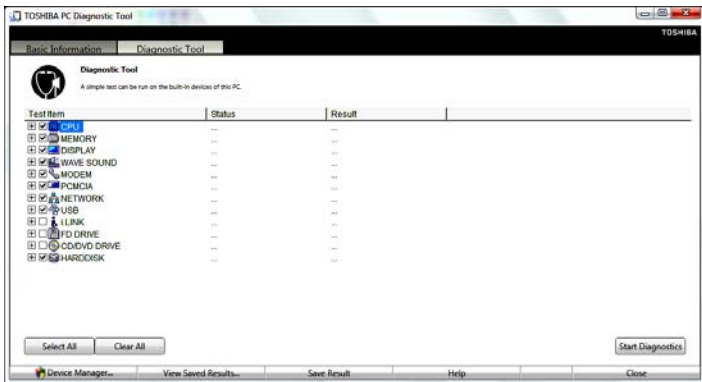 TOSHIBA PC Diagnostic Tool
TOSHIBA
Basic Information Diagnostic Tool
Diagnostic Tool
A simple test can be run on the built-in devices of this PC.
Test Item Status Result
CPU ... ...
MEMORY ... ...
DISPLAY ... ...
WAVE SOUND ... ...
MODEM ... ...
PCMCIA ... ...
NETWORK ... ...
USB ... ...
i.LINK ... ...
FD DRIVE ... ...
CD/DVD DRIVE ... ...
HARDDISK ... ...
Select All Clear All Start Diagnostics
Device Manager... View Saved Results... Save Result Help Close